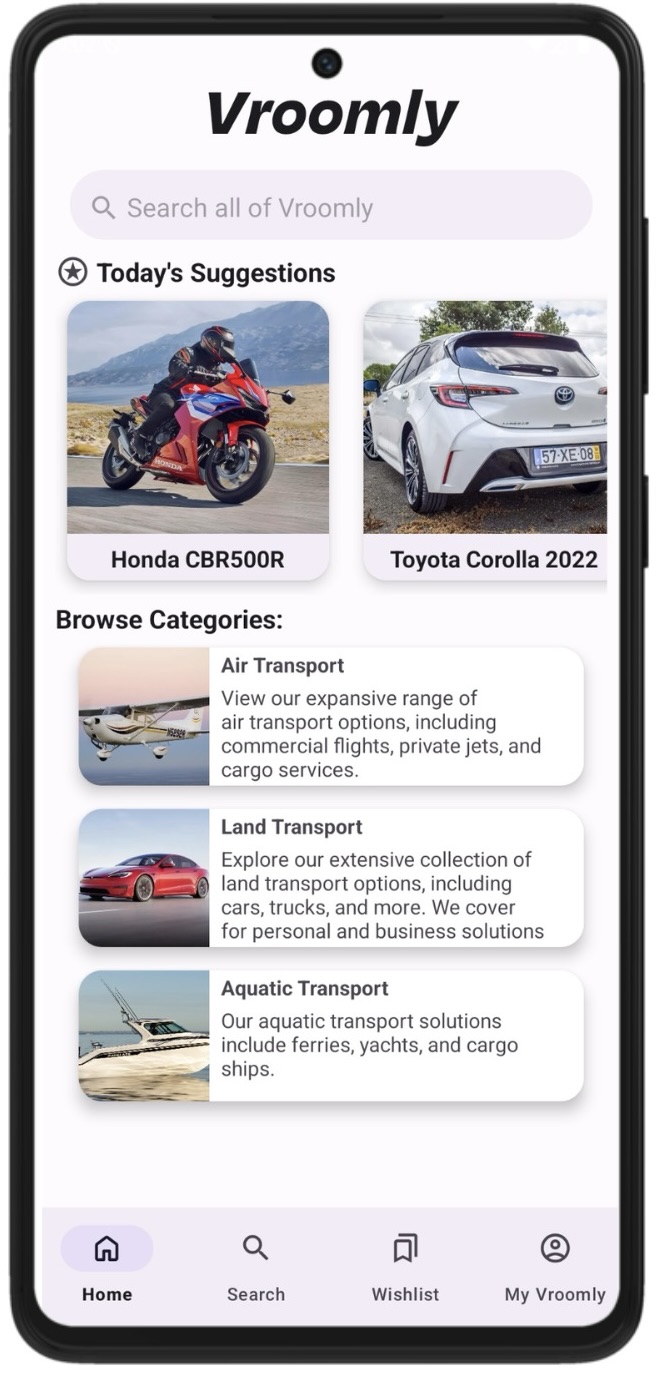 Vroomly
Search all of Vroomly
Today's Suggestions
HONDA
57·XE·08
Honda CBR500R
Toyota Corolla 2022
Browse Categories:
Air Transport
View our expansive range of
air transport options, including
commercial flights, private jets, and
cargo services.
Land Transport
Explore our extensive collection of
land transport options, including
cars, trucks, and more. We cover
for personal and business solutions
Aquatic Transport
Our aquatic transport solutions
include ferries, yachts, and cargo
ships.
Home
Search
Wishlist
My Vroomly